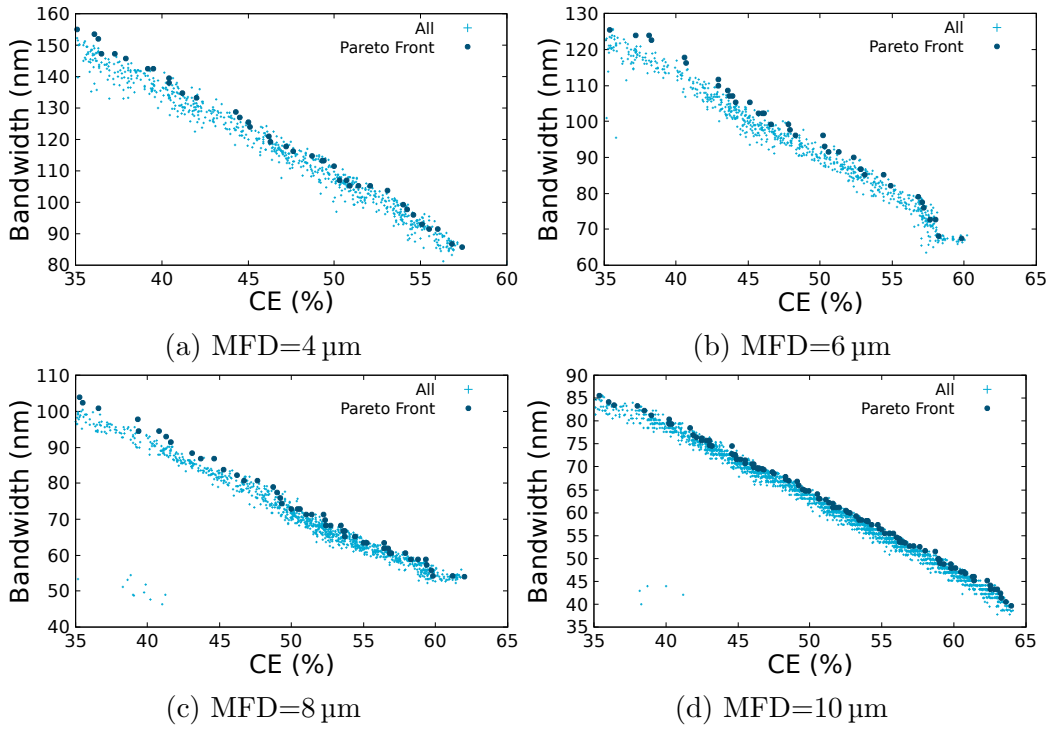 160
150
140
130
120
110
100
90
80
Bandwidth (nm)
All
Pareto Front
35 40 45 50 55 60
CE (%)
(a) MFD=4 µm
130
120
110
100
90
80
70
60
Bandwidth (nm)
All
Pareto Front
35 40 45 50 55 60 65
CE (%)
(b) MFD=6 µm
110
100
90
80
70
60
50
40
Bandwidth (nm)
All
Pareto Front
35 40 45 50 55 60 65
CE (%)
(c) MFD=8 µm
90
85
80
75
70
65
60
55
50
45
40
35
Bandwidth (nm)
All
Pareto Front
35 40 45 50 55 60 65
CE (%)
(d) MFD=10 µm